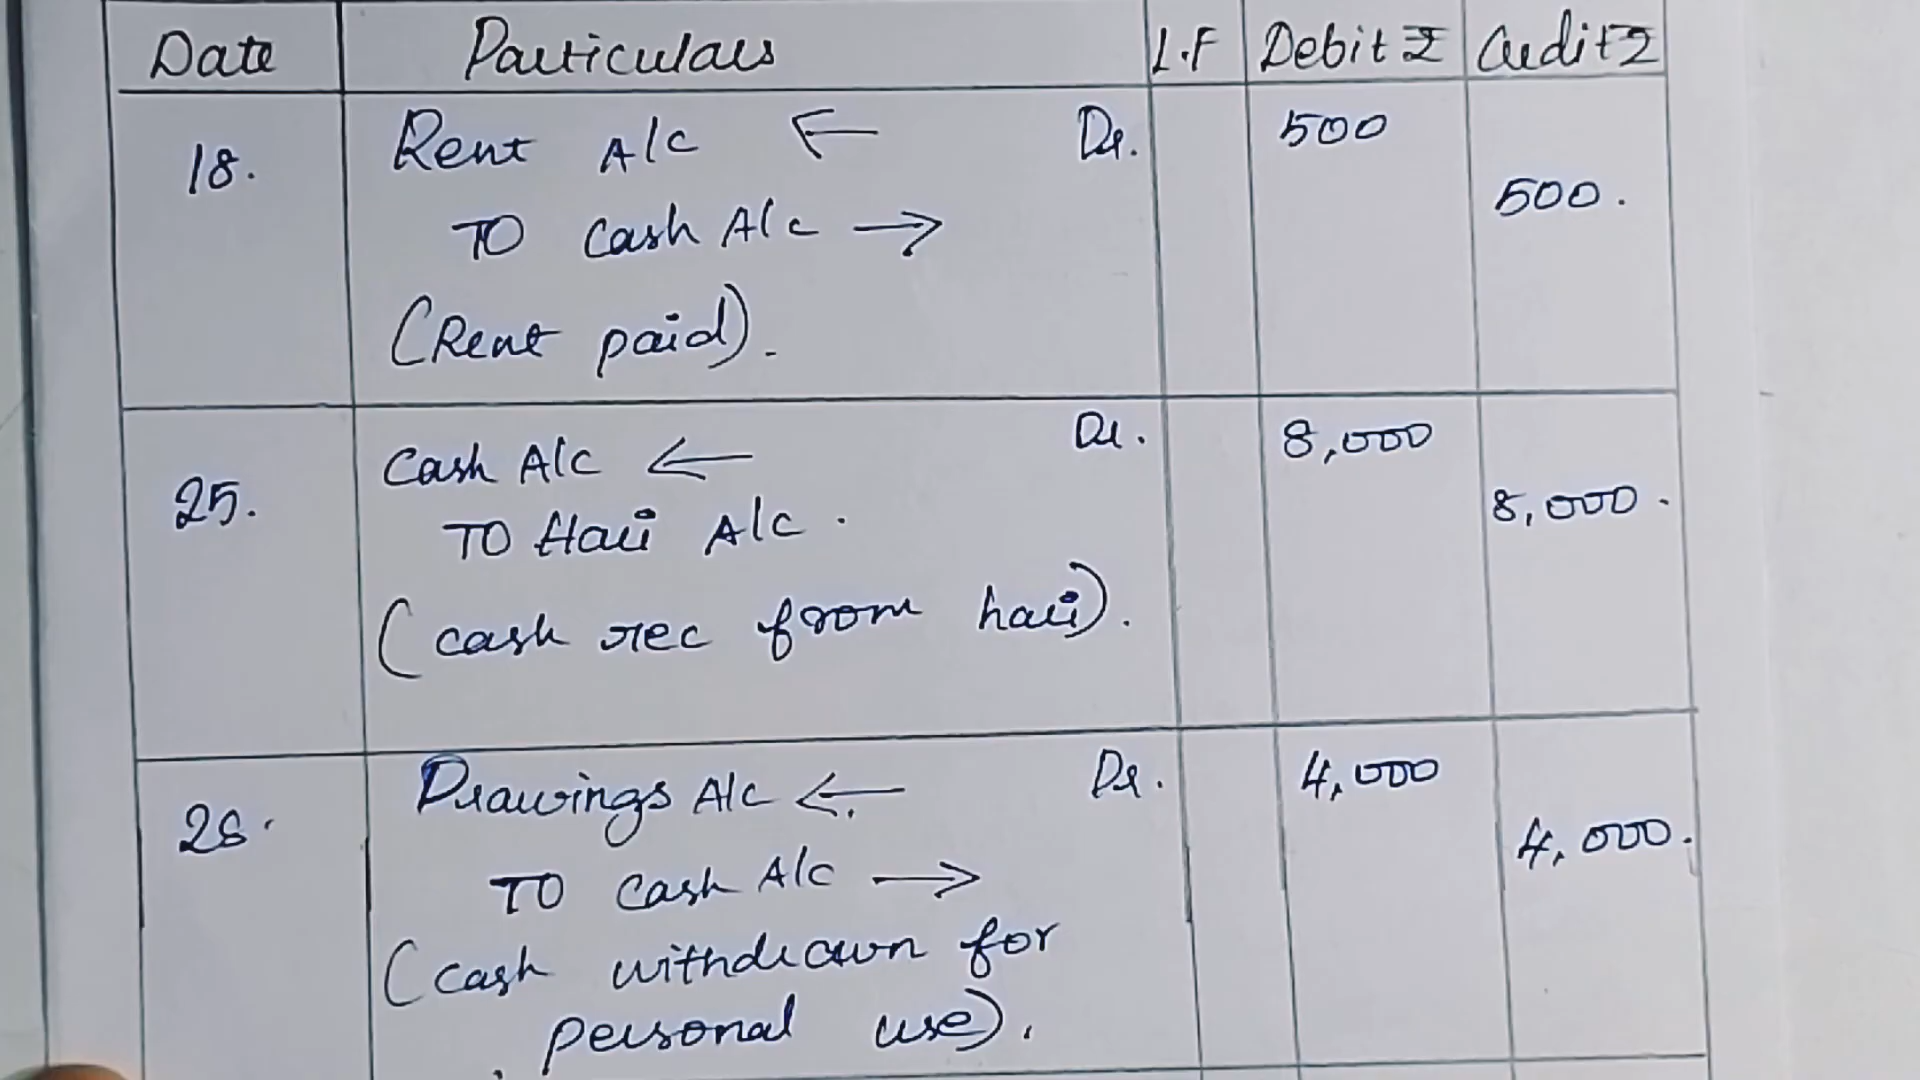 Date Particulars L.F Debit ₹ Credit ₹
18. Rent A/c ← Dr. 500
TO Cash A/c → 500.
(Rent paid).
25. Cash A/c ← Dr. 8,000
TO Hari A/c. 8,000.
(cash rec from hari).
28. Drawings A/c ← Dr. 4,000
TO Cash A/c → 4,000.
(cash withdrawn for
personal use).